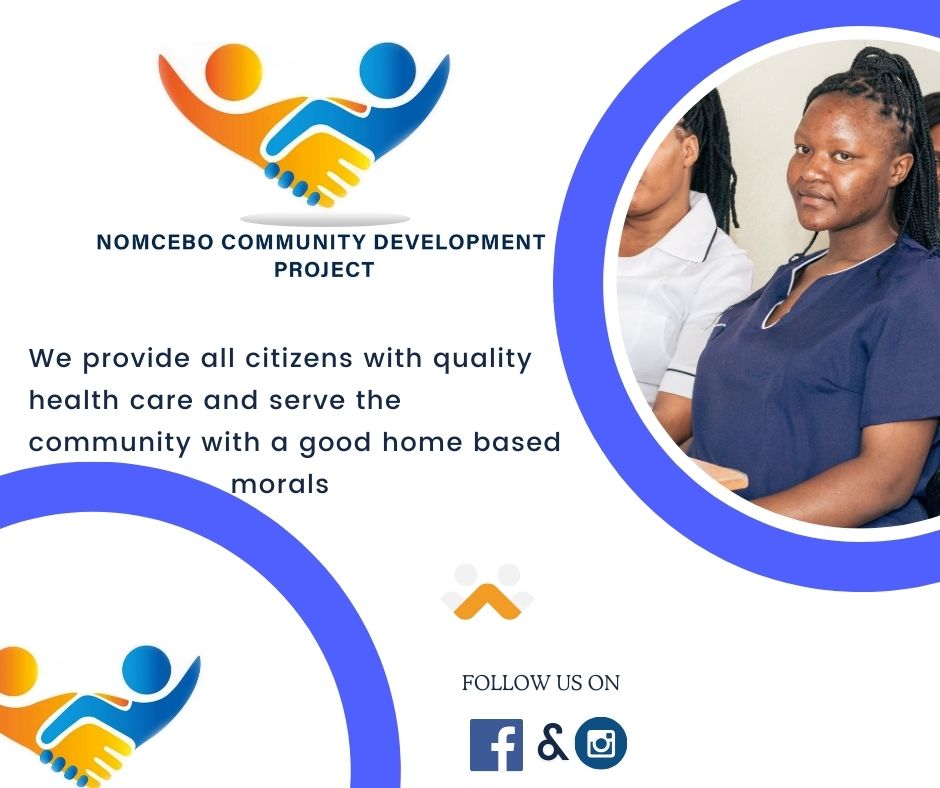 NOMCEBO COMMUNITY DEVELOPMENT
PROJECT
We provide all citizens with quality
health care and serve the
community with a good home based
morals
FOLLOW US ON
f &